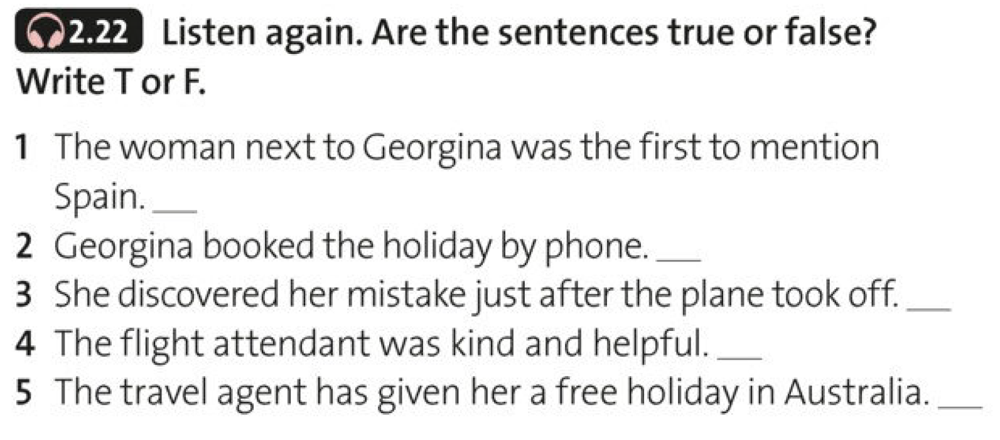 2.22 Listen again. Are the sentences true or false?
Write T or F.
1 The woman next to Georgina was the first to mention
Spain. ___
2 Georgina booked the holiday by phone. ___
3 She discovered her mistake just after the plane took off. ___
4 The flight attendant was kind and helpful. ___
5 The travel agent has given her a free holiday in Australia. ___